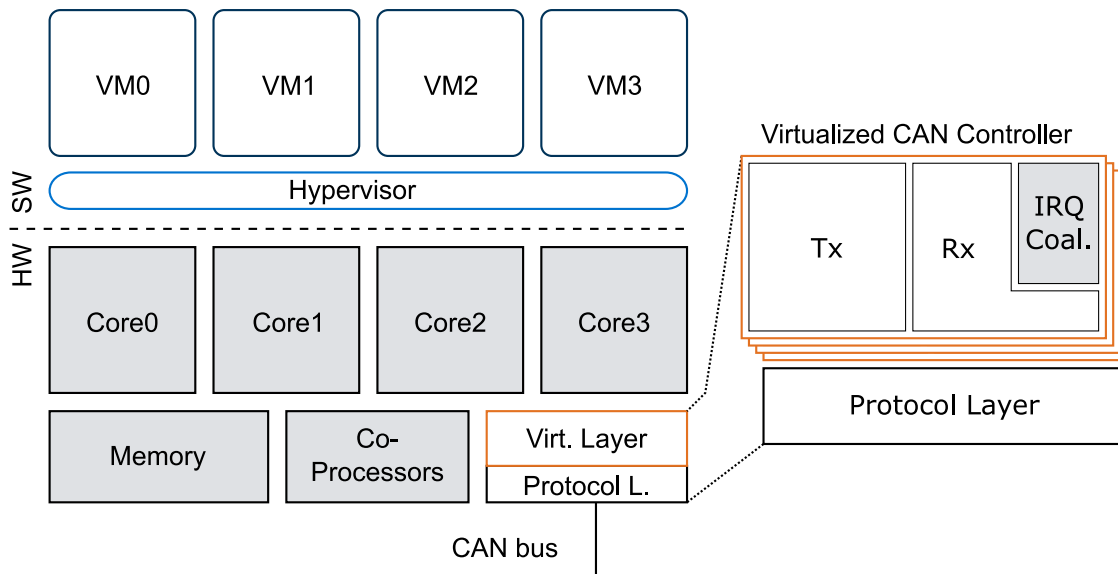 VM0
VM1
VM2
VM3
Virtualized CAN Controller
SW
Hypervisor
HW
Tx
Rx
IRQ
Coal.
Core0
Core1
Core2
Core3
Protocol Layer
Memory
Co-
Processors
Virt. Layer
Protocol L.
CAN bus